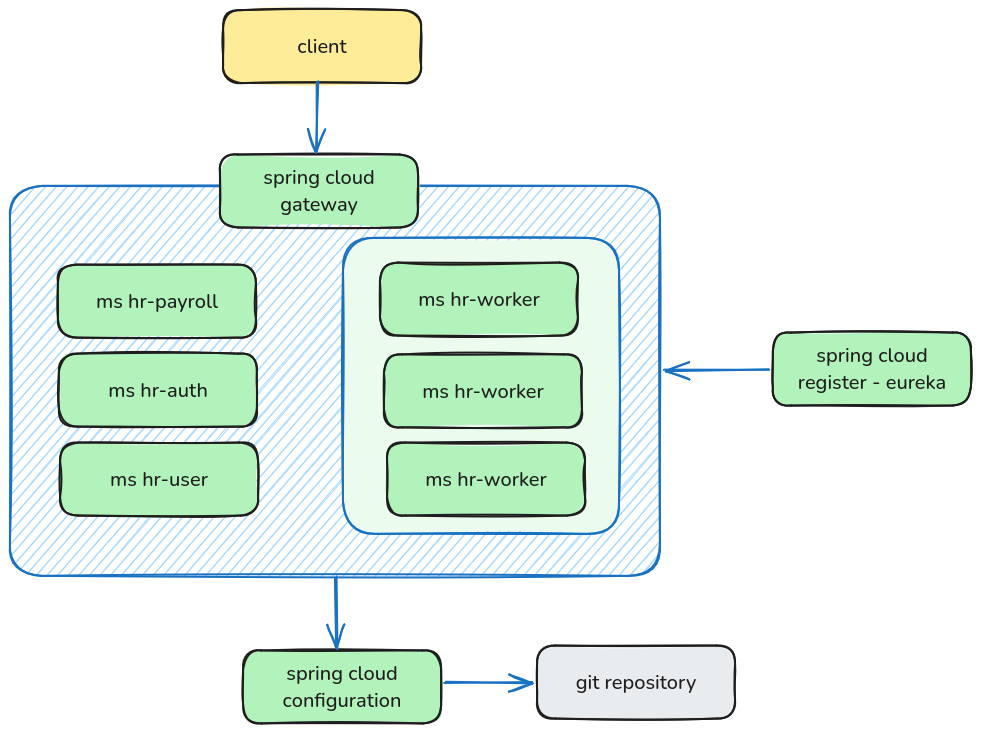 client
spring cloud
gateway
ms hr-payroll
ms hr-auth
ms hr-user
ms hr-worker
ms hr-worker
ms hr-worker
spring cloud
register - eureka
spring cloud
configuration
git repository